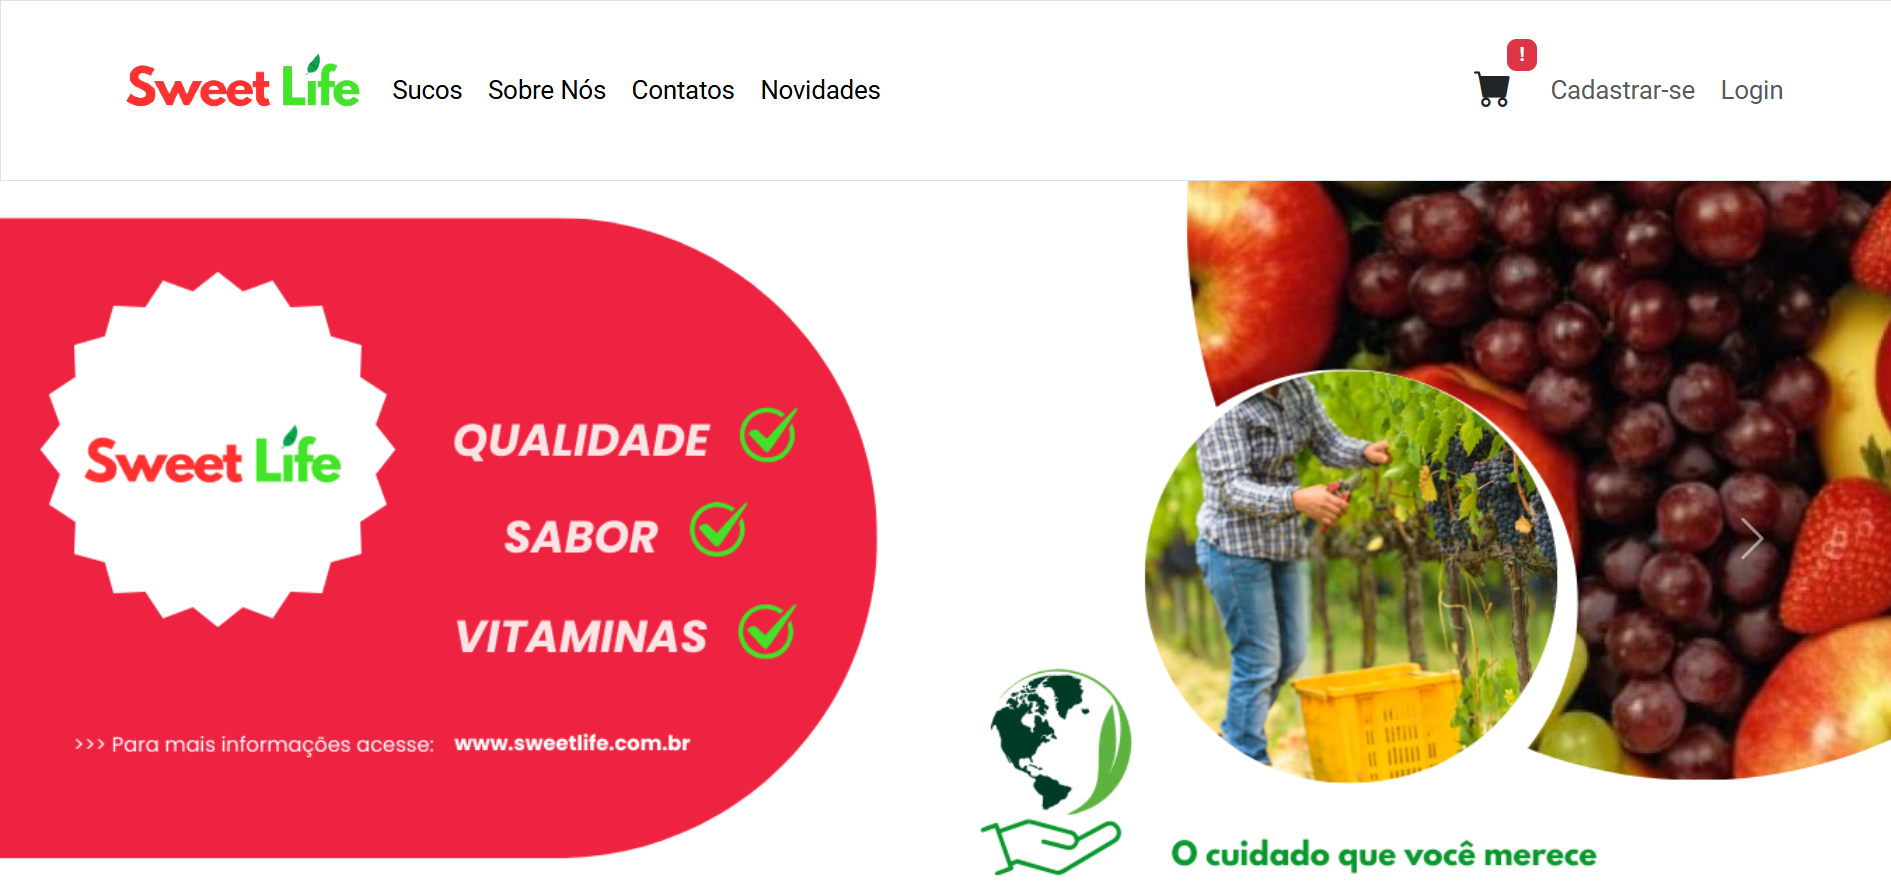 Sweet Life
Sucos Sobre Nós Contatos Novidades
!
Cadastrar-se Login
Sweet Life
QUALIDADE
SABOR
VITAMINAS
>>> Para mais informações acesse: www.sweetlife.com.br
O cuidado que você merece